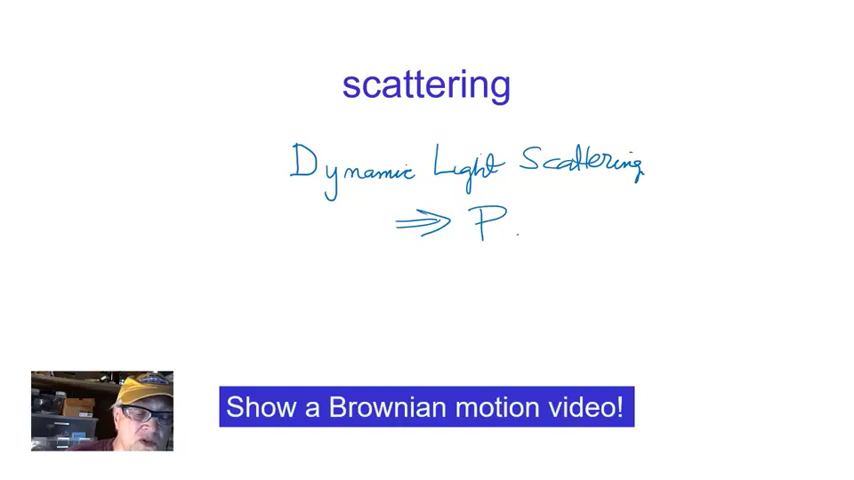 scattering
Dynamic Light Scattering
⇒ P
Show a Brownian motion video!